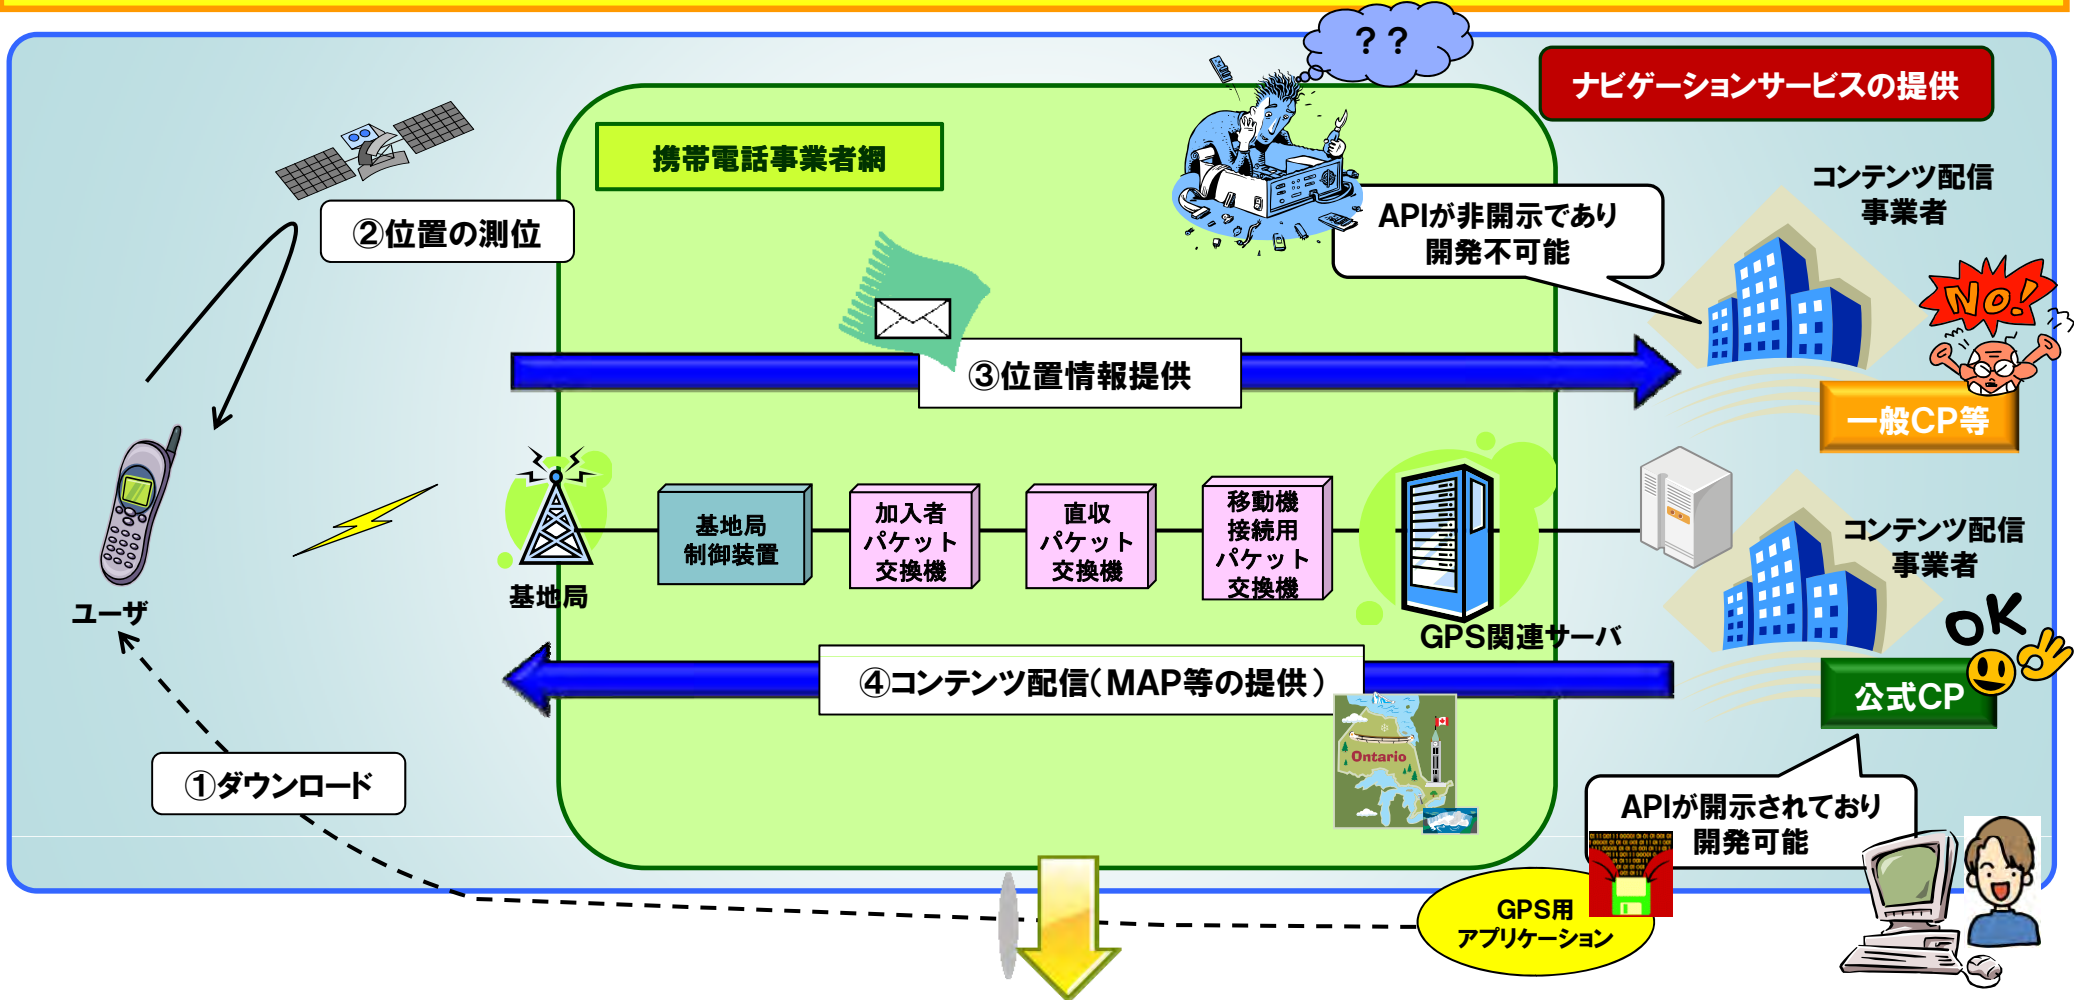 ？？
ナビゲーションサービスの提供
携帯電話事業者網
コンテンツ配信
事業者
②位置の測位
APIが非開示であり
開発不可能
NO!
③位置情報提供
一般CP等
基地局
制御装置
加入者
パケット
交換機
直収
パケット
交換機
移動機
接続用
パケット
交換機
コンテンツ配信
事業者
基地局
ユーザ
GPS関連サーバ
OK
④コンテンツ配信（MAP等の提供）
公式CP
Ontario
①ダウンロード
APIが開示されており
開発可能
GPS用
アプリケーション